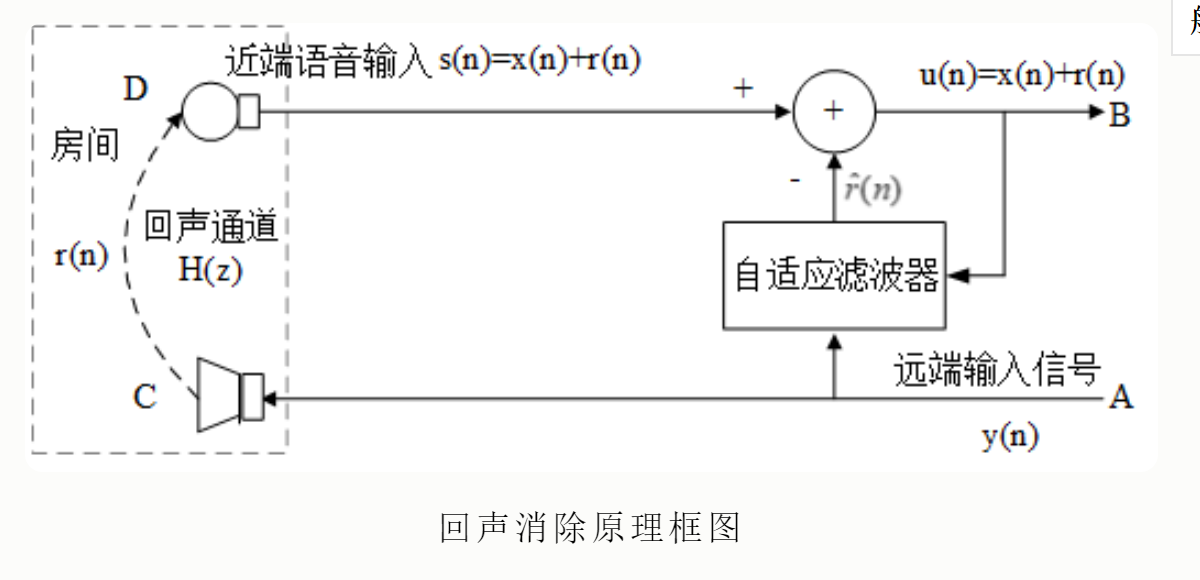 近端语音输入 s(n)=x(n)+r(n)
D
+
+
u(n)=x(n)+r(n)
B
房间
-
r̂(n)
回声通道
r(n)
H(z)
自适应滤波器
远端输入信号
C
A
y(n)
回声消除原理框图